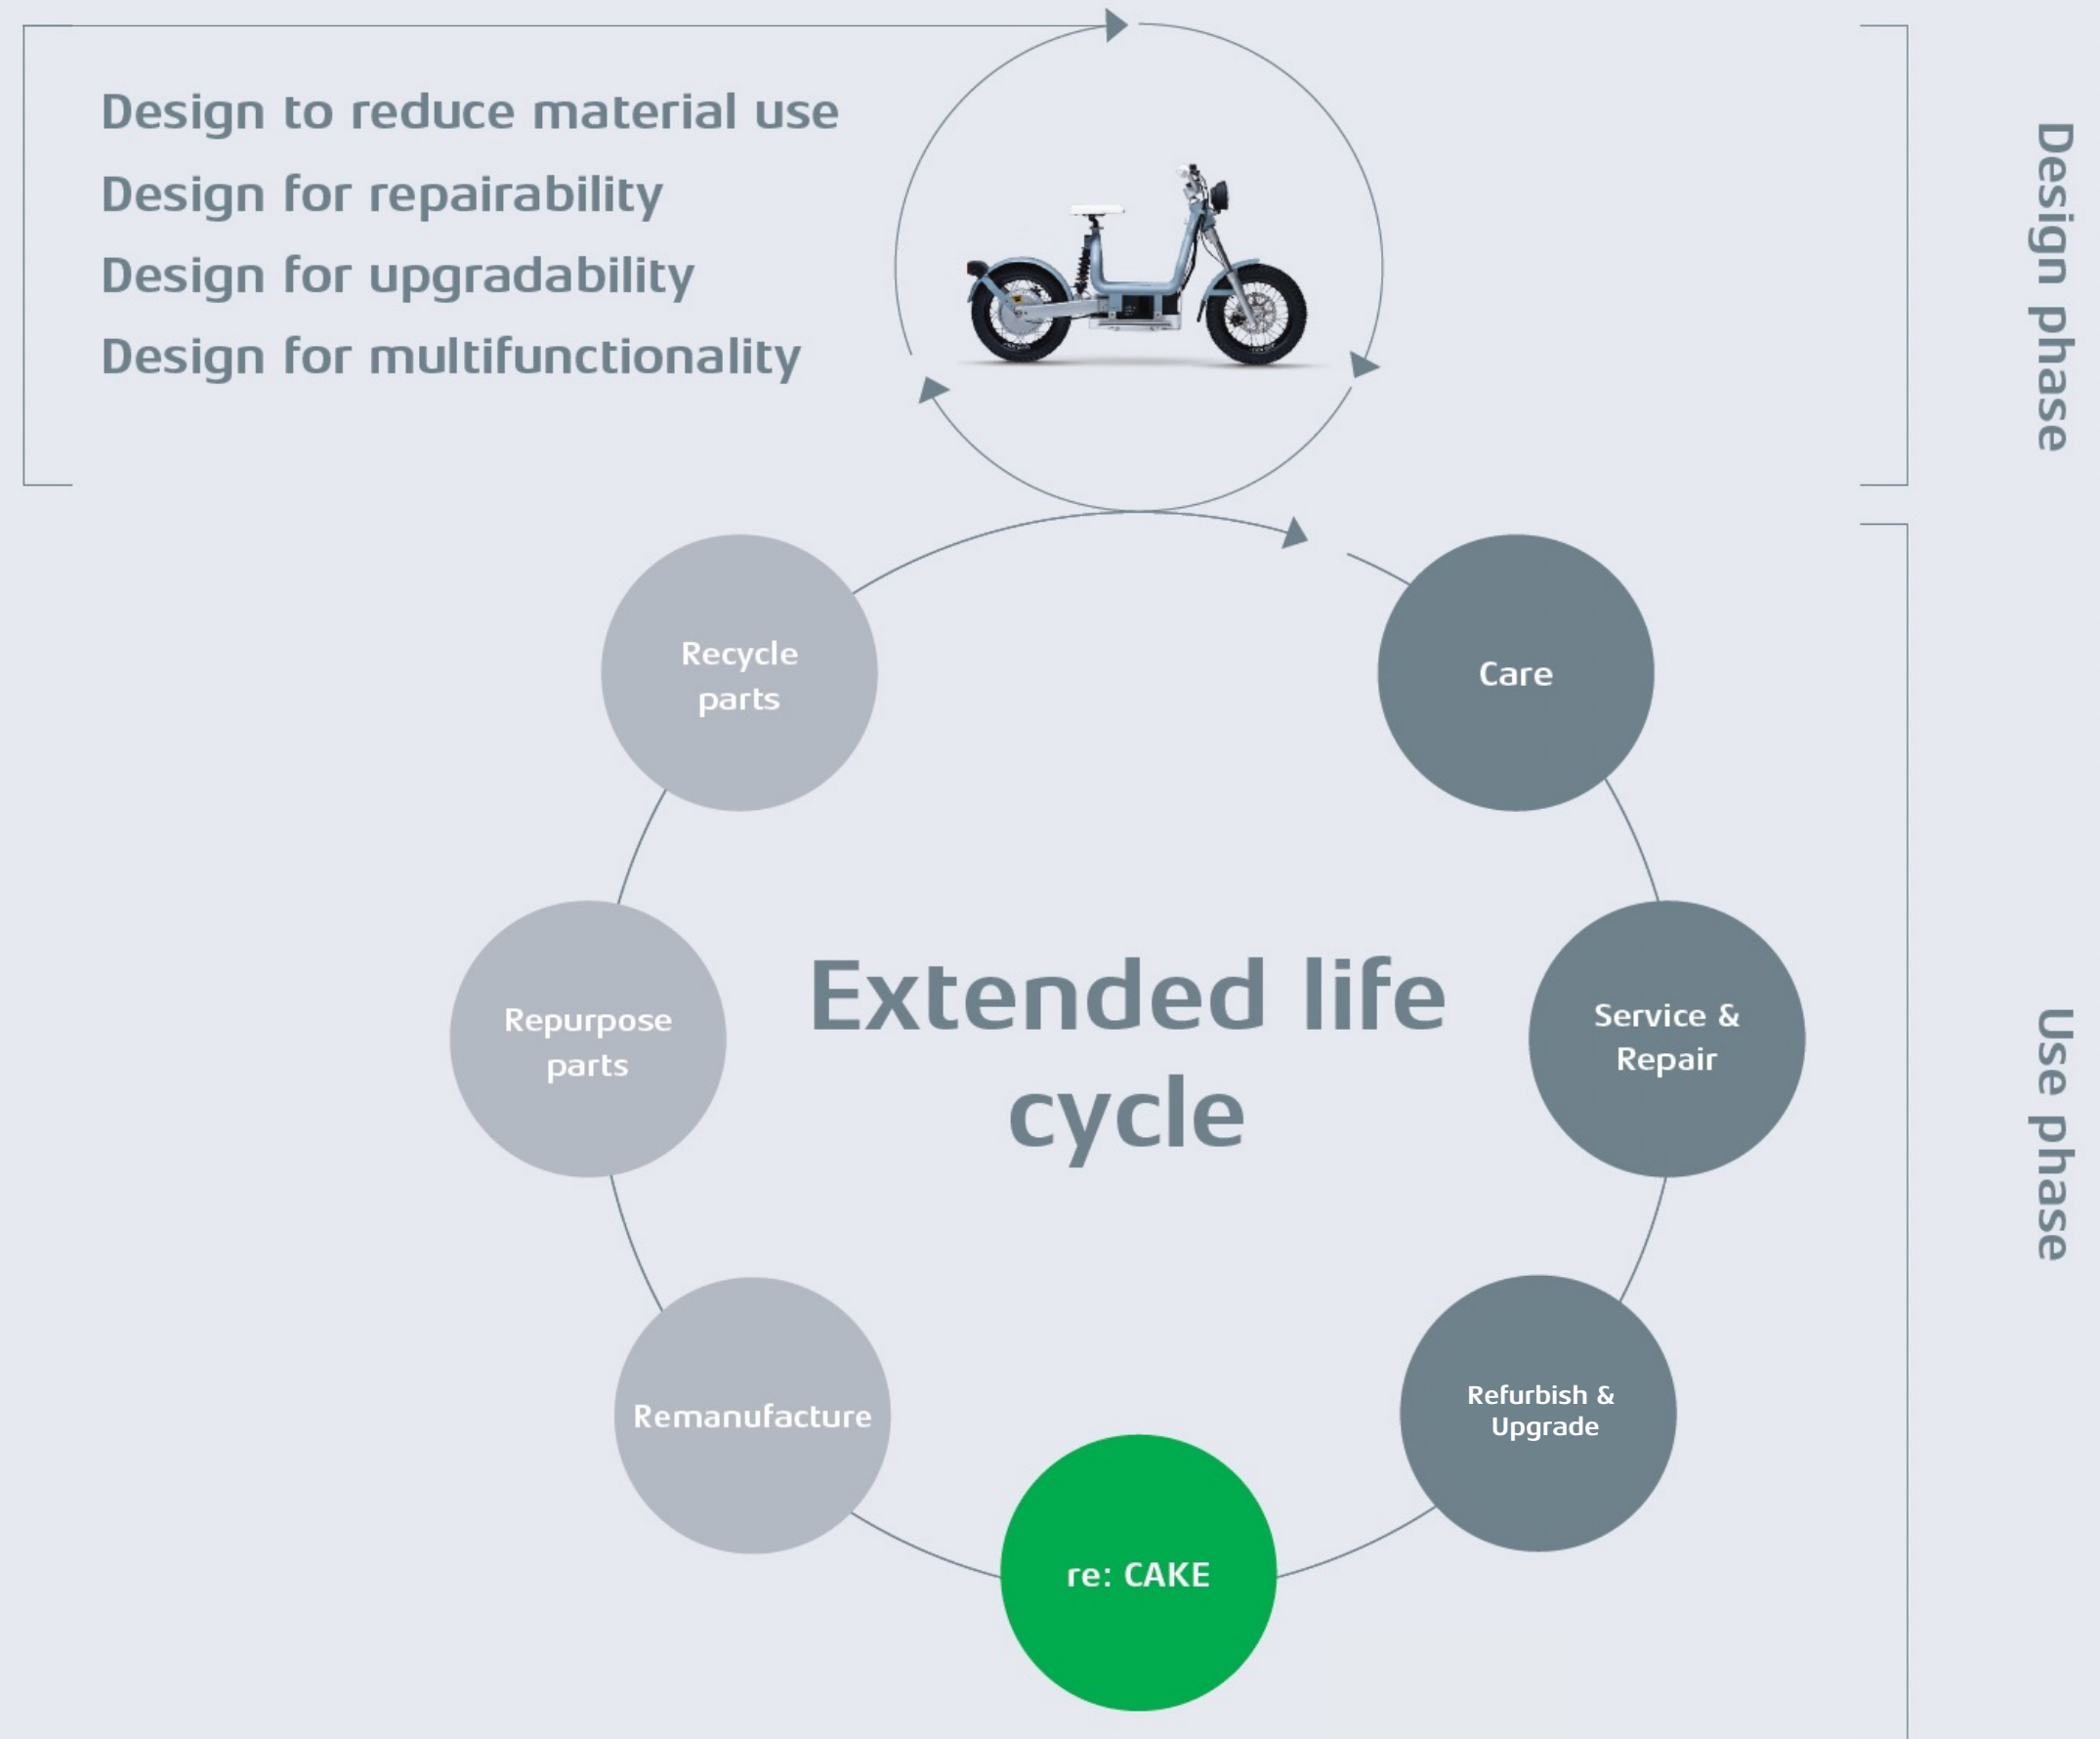 Design to reduce material use
Design for repairability
Design for upgradability
Design for multifunctionality
Design phase
Recycle
parts
Care
Repurpose
parts
Extended life
cycle
Service &
Repair
Use phase
Remanufacture
Refurbish &
Upgrade
re: CAKE